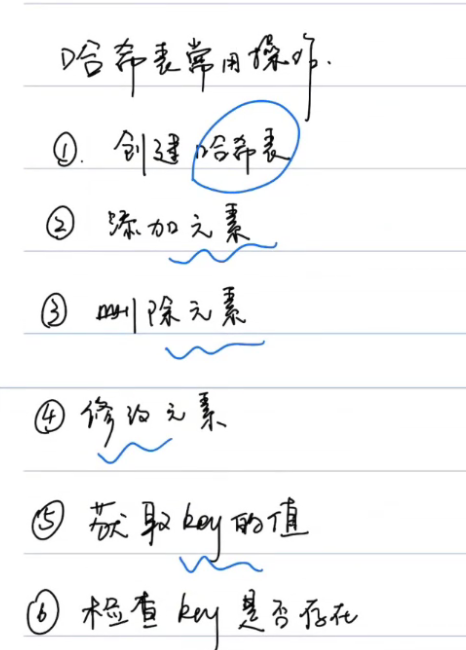 哈希表常用操作.
①. 创建哈希表
② 添加元素
③ 删除元素
④ 修改元素
⑤ 获取key的值
⑥ 检查key是否存在